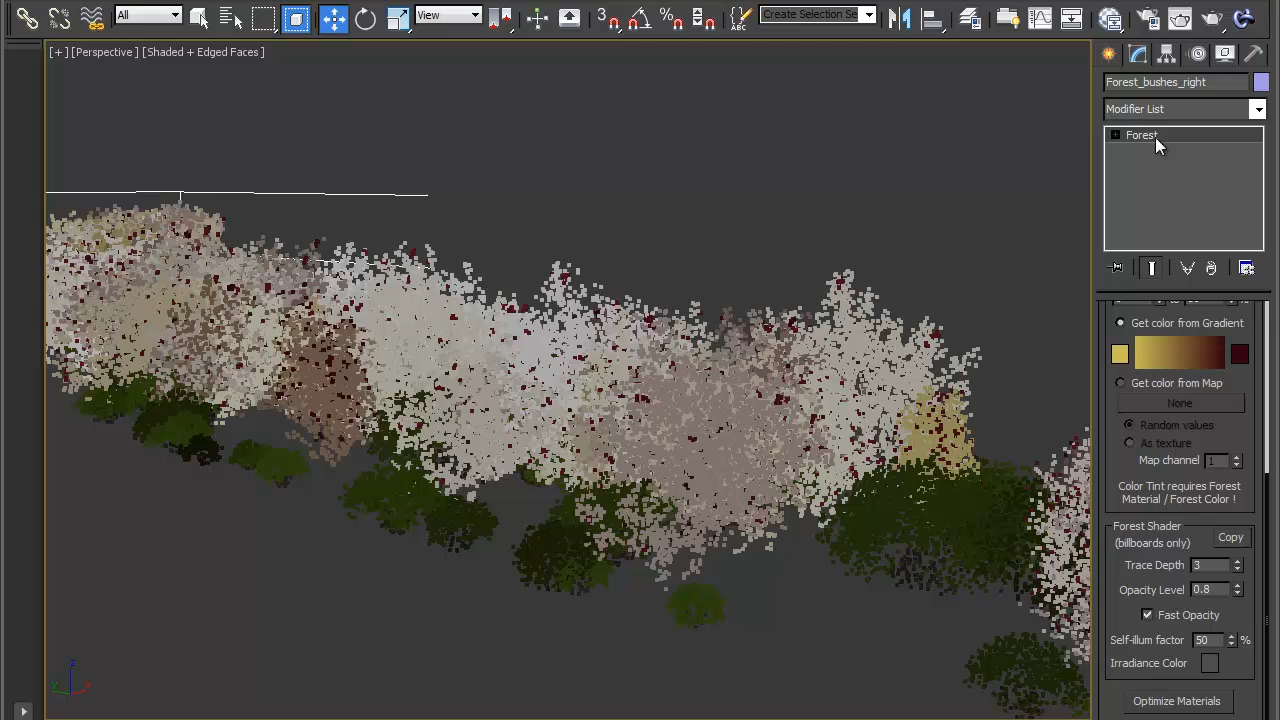 All
View
3
%
ABC
Create Selection Se
[+] [Perspective] [Shaded + Edged Faces]
Forest_bushes_right
Modifier List
Forest
Get color from Gradient
Get color from Map
None
Random values
As texture
Map channel 1
Color Tint requires Forest
Material / Forest Color !
Forest Shader
(billboards only)
Copy
Trace Depth 3
Opacity Level 0.8
Fast Opacity
Self-illum factor 50 %
Irradiance Color
Optimize Materials
z
y
x